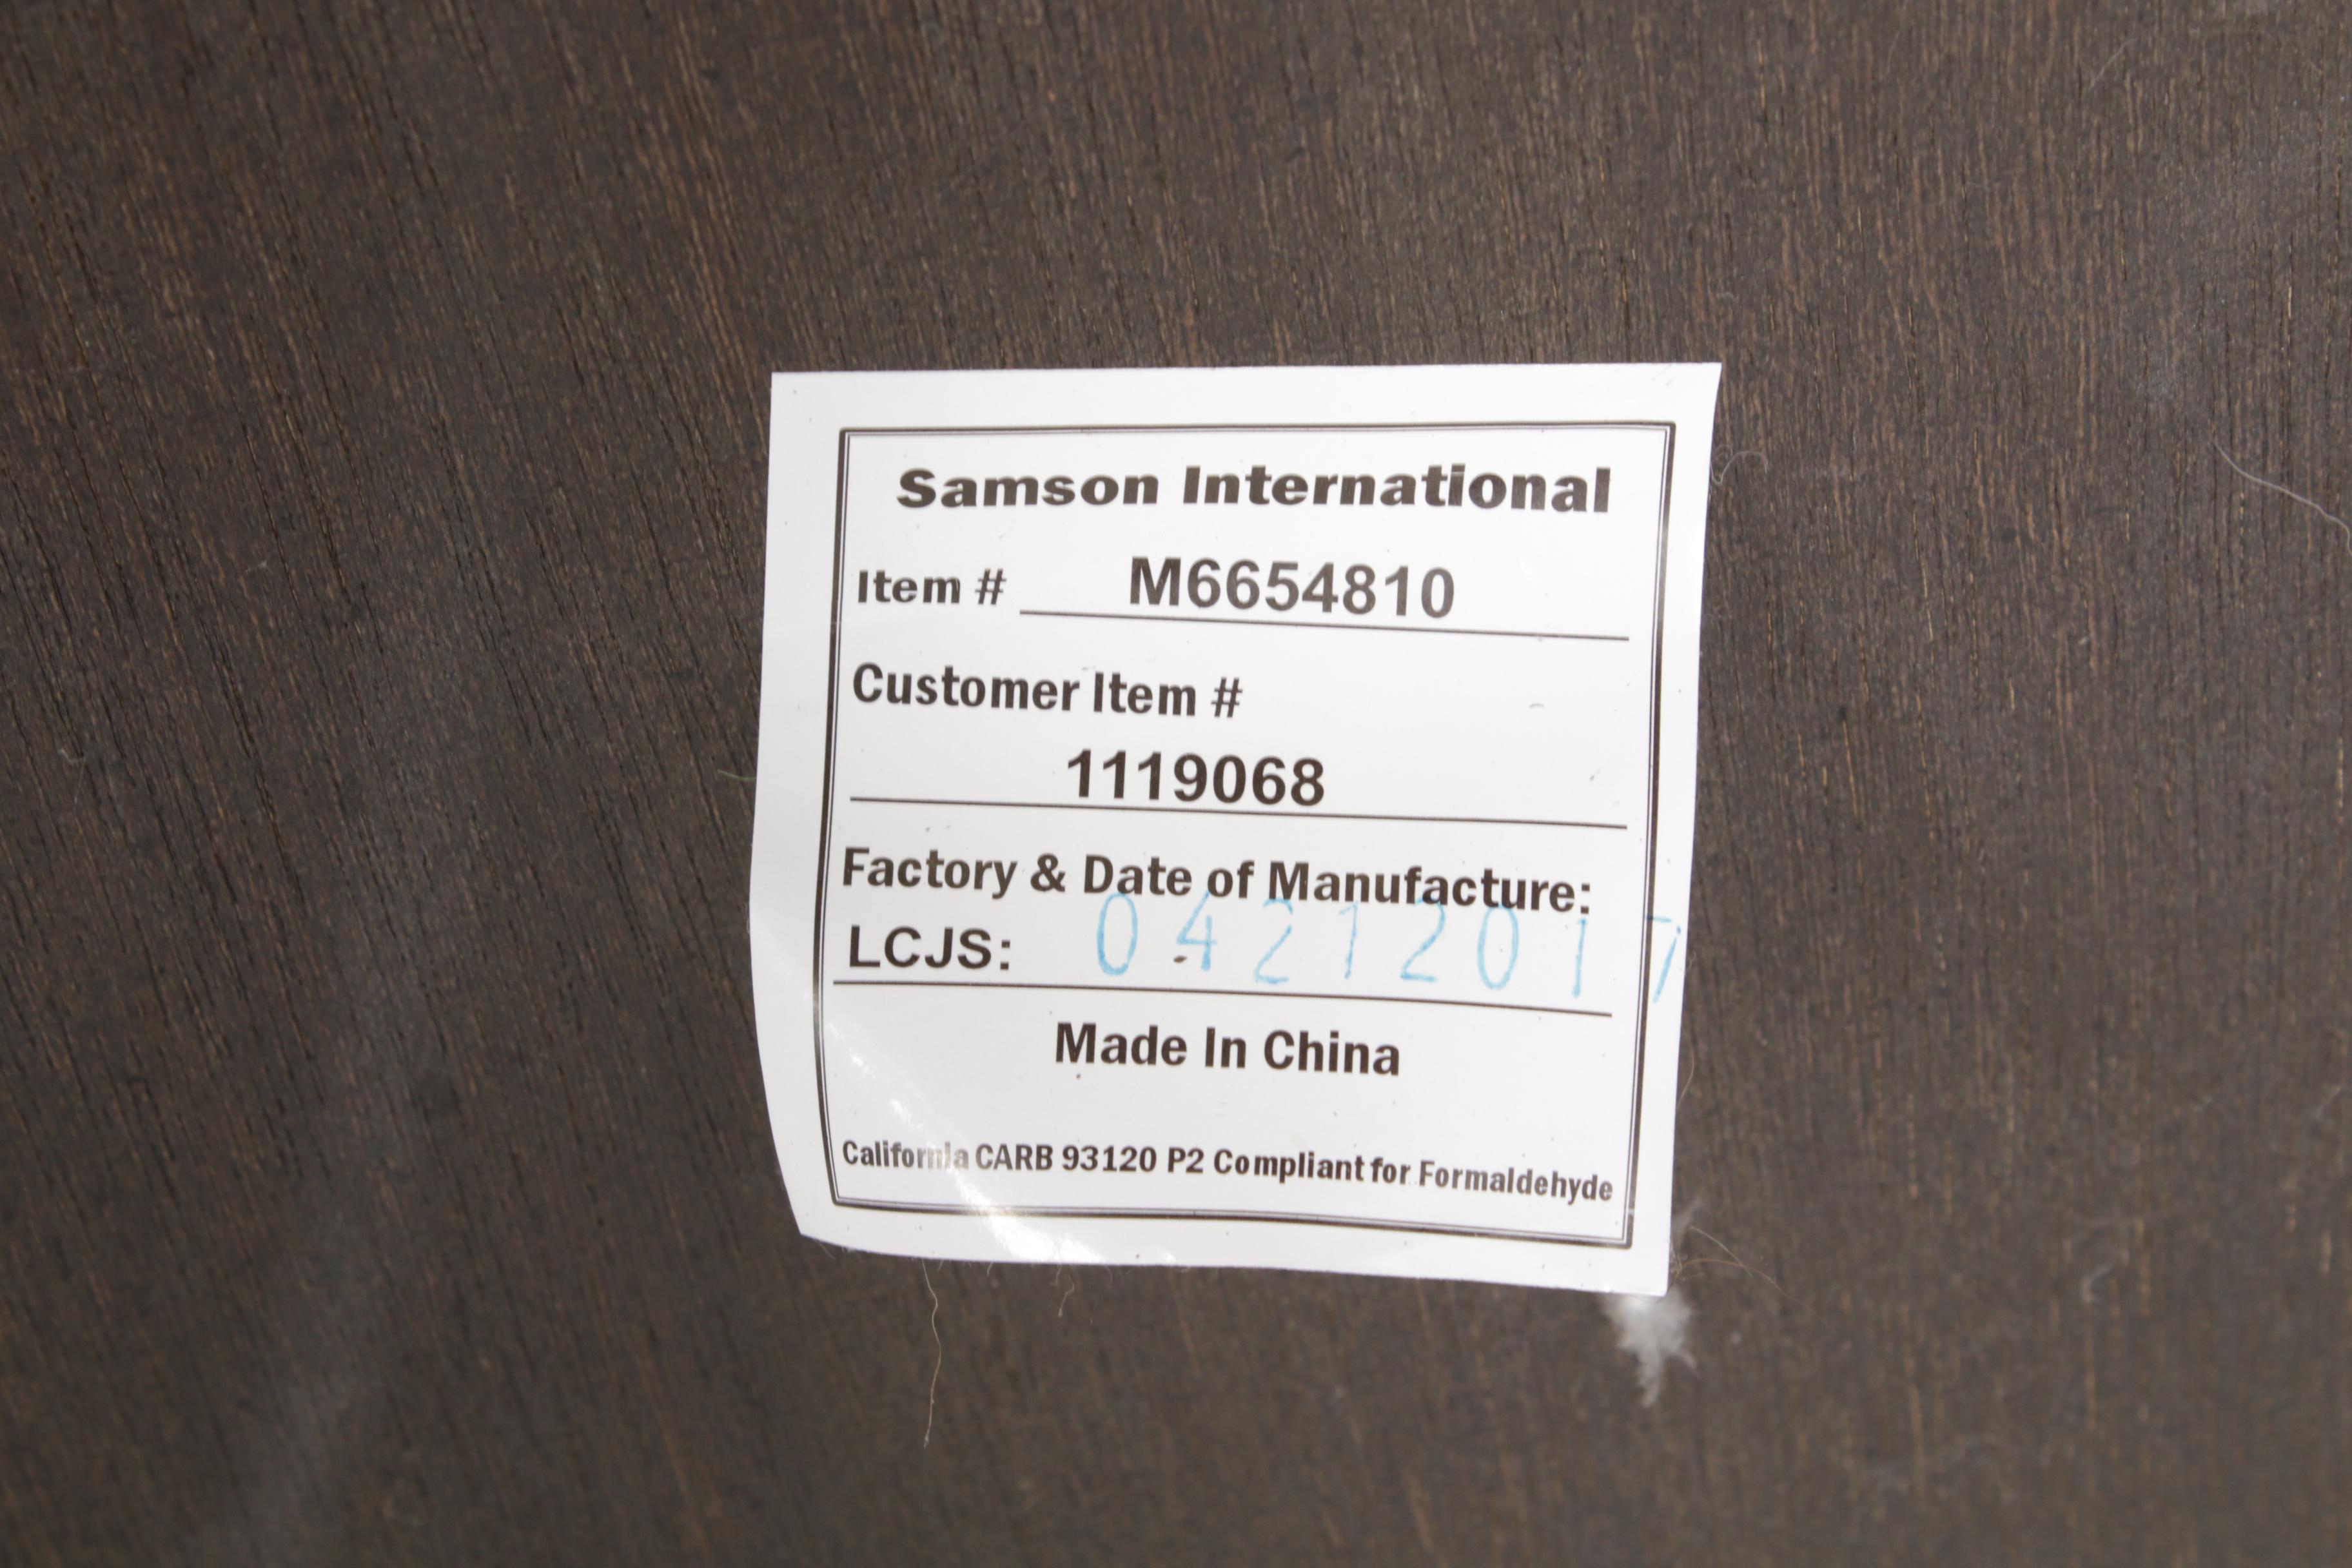 Samson International
Item # M6654810
Customer Item #
1119068
Factory & Date of Manufacture:
LCJS: 04212017
Made In China
California CARB 93120 P2 Compliant for Formaldehyde